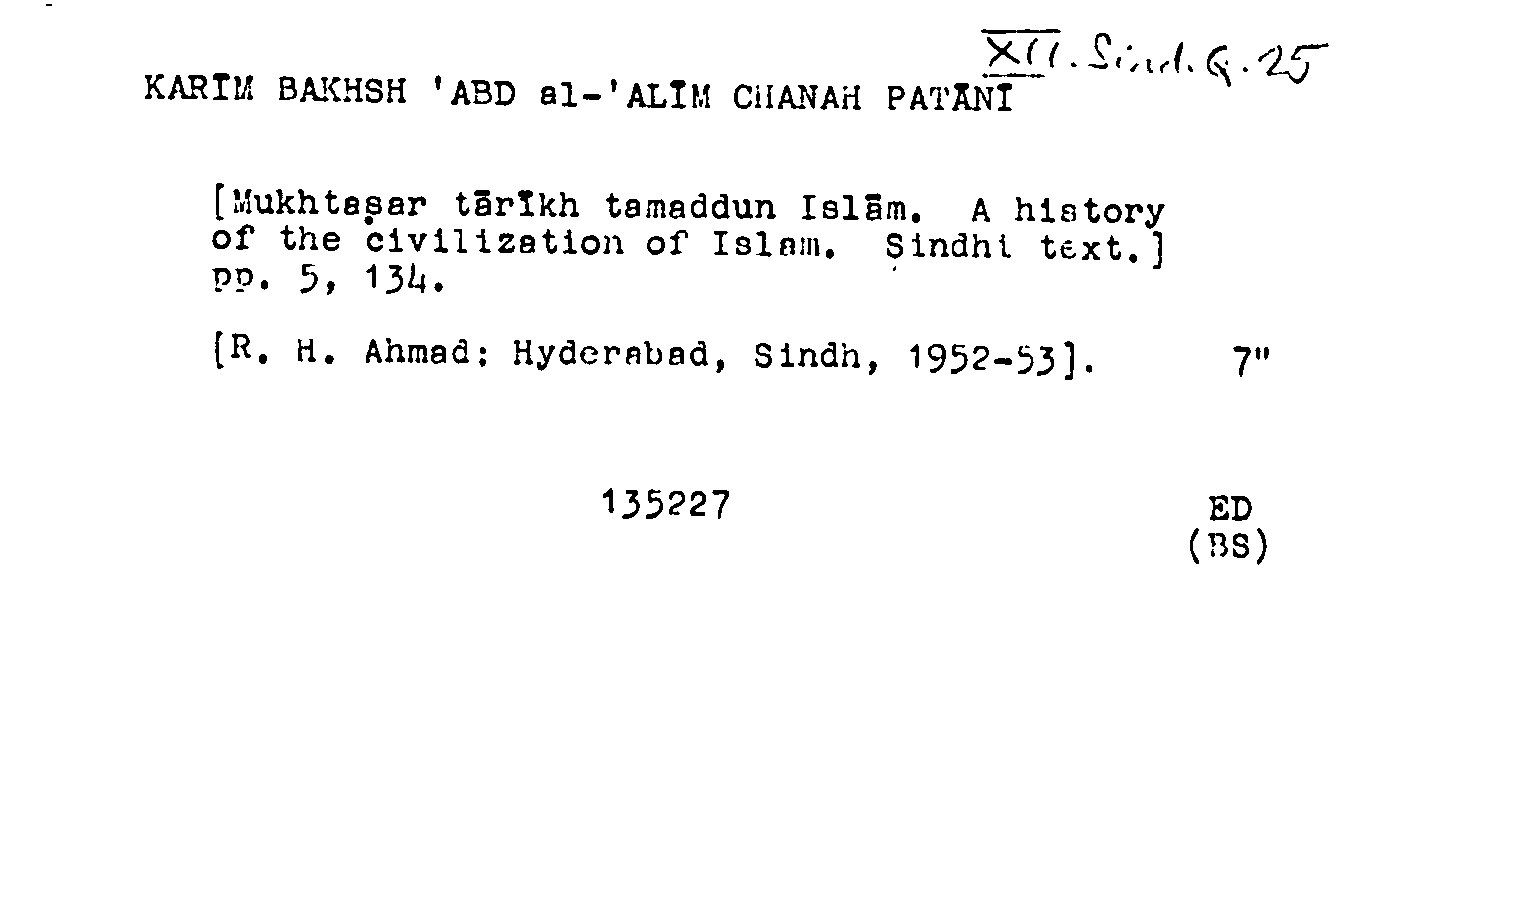 XII. Sind. G. 25
KARĪM BAKHSH 'ABD al-'ALĪM CHANAH PATĀNĪ
[Mukhtaṣar tārīkh tamaddun Islām. A history
of the civilization of Islam. Sindhi text.]
pp. 5, 134.
[R. H. Ahmad: Hyderabad, Sindh, 1952-53]. 7"
135227 ED
(BS)